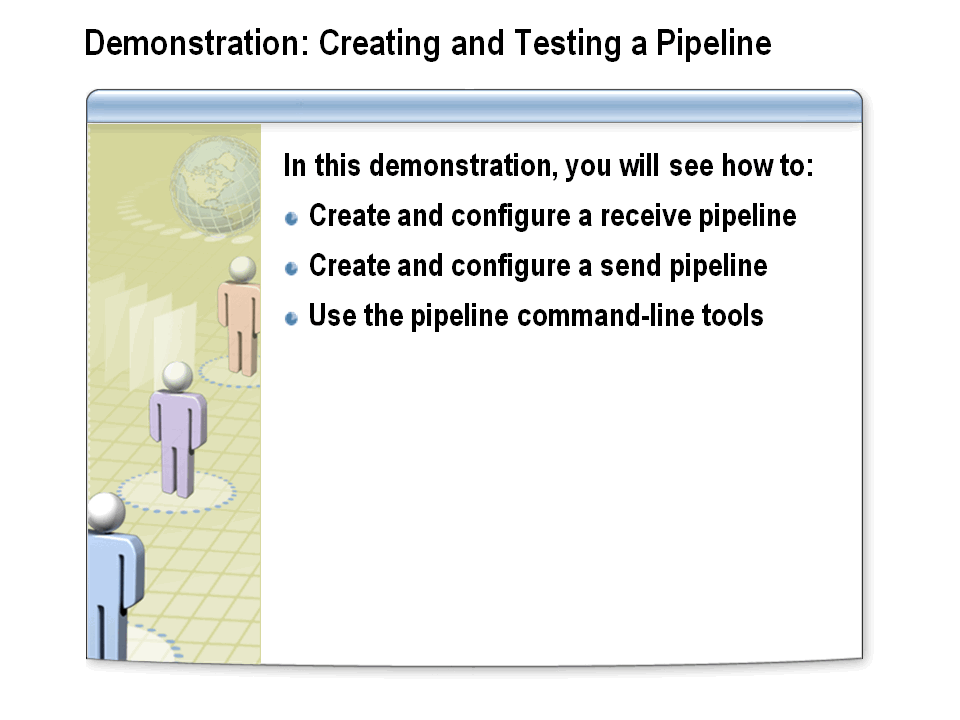 Demonstration: Creating and Testing a Pipeline
In this demonstration, you will see how to:
Create and configure a receive pipeline
Create and configure a send pipeline
Use the pipeline command-line tools